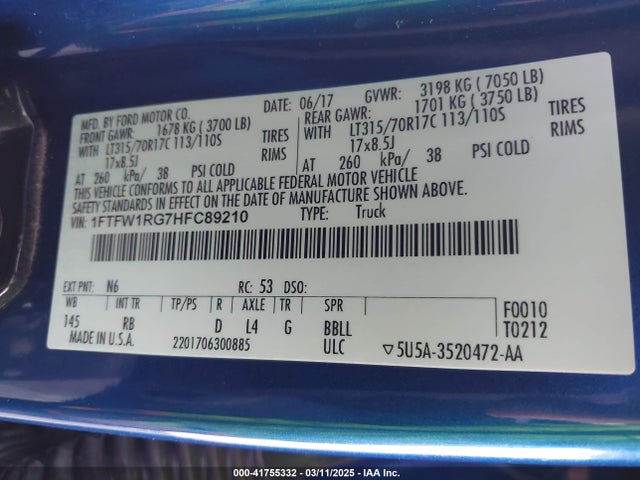 MFD. BY FORD MOTOR CO. DATE: 06/17 GVWR: 3198 KG ( 7050 LB)
FRONT GAWR: 1678 KG ( 3700 LB) REAR GAWR: 1701 KG ( 3750 LB)
WITH LT315/70R17C 113/110S TIRES WITH LT315/70R17C 113/110S TIRES
17x8.5J RIMS 17x8.5J RIMS
AT 260 kPa/ 38 PSI COLD AT 260 kPa/ 38 PSI COLD
THIS VEHICLE CONFORMS TO ALL APPLICABLE FEDERAL MOTOR VEHICLE
SAFETY STANDARDS IN EFFECT ON THE DATE OF MANUFACTURE SHOWN ABOVE.
VIN: 1FTFW1RG7HFC89210 TYPE: Truck
EXT PNT: N6 RC: 53 DSO:
WB INT TR TP/PS R AXLE TR SPR F0010
145 RB D L4 G BBLL T0212
MADE IN U.S.A. 2201706300885 ULC ▽5U5A-3520472-AA
000-41755332 / 03/11/2025 / IAA Inc.